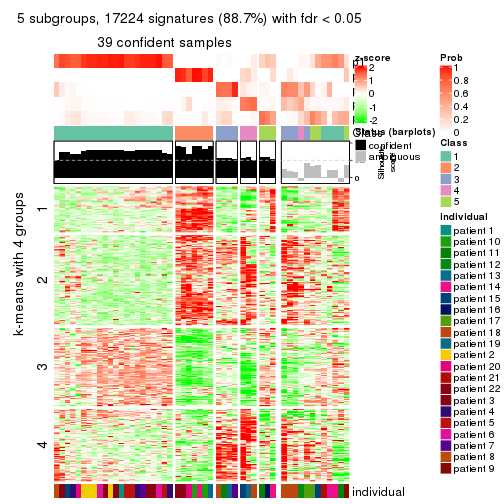 5 subgroups, 17224 signatures (88.7%) with fdr < 0.05
39 confident samples
k-means with 4 groups
1
2
3
4
p1
Class
Silhouette
score
0
individual
z-score
2
1
0
-1
-2
Status (barplots)
confident
ambiguous
Prob
1
0.8
0.6
0.4
0.2
0
Class
1
2
3
4
5
individual
patient 1
patient 10
patient 11
patient 12
patient 13
patient 14
patient 15
patient 16
patient 17
patient 18
patient 19
patient 2
patient 20
patient 21
patient 22
patient 3
patient 4
patient 5
patient 6
patient 7
patient 8
patient 9